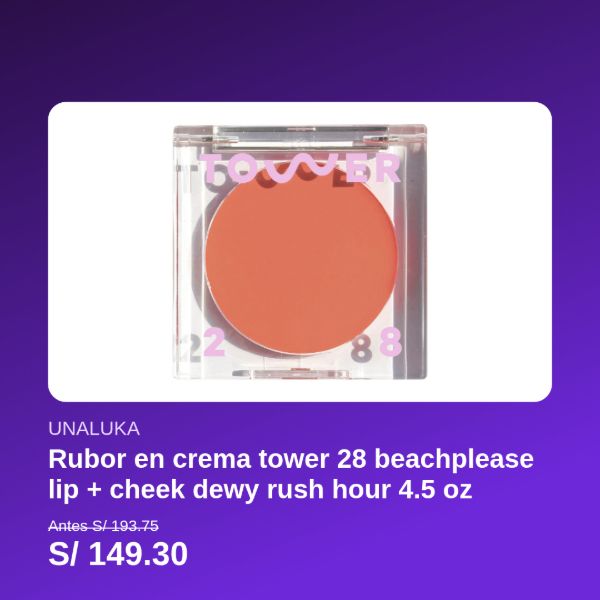 TOWER
28
UNALUKA
Rubor en crema tower 28 beachplease
lip + cheek dewy rush hour 4.5 oz
Antes S/ 193.75
S/ 149.30